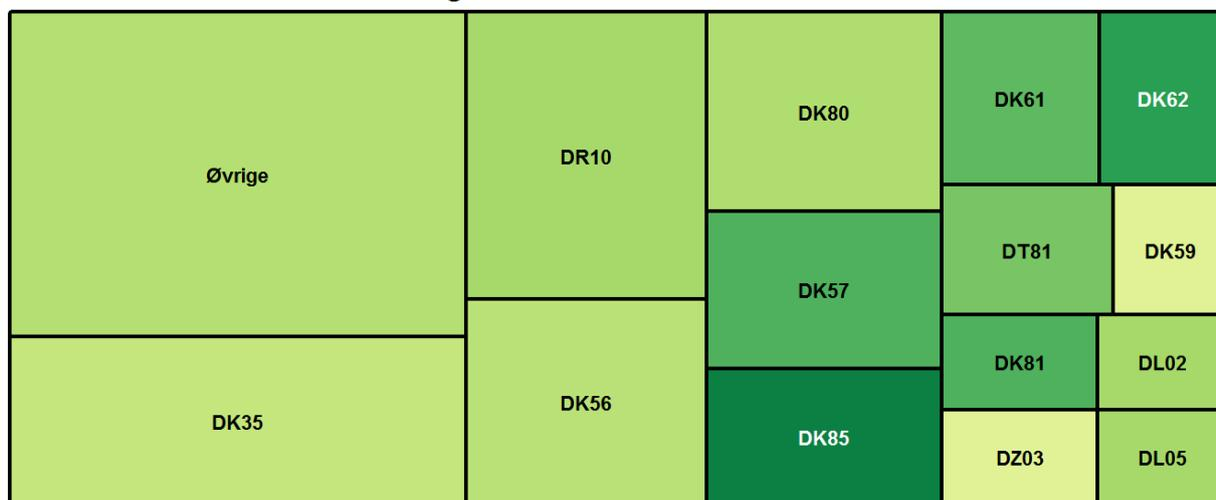 Øvrige
DK35
DR10
DK56
DK80
DK57
DK85
DK61
DK62
DT81
DK59
DK81
DL02
DZ03
DL05